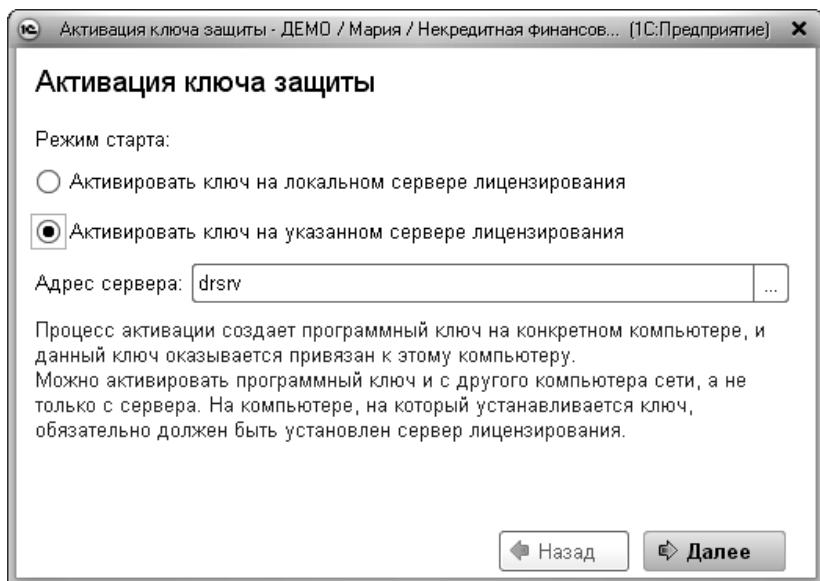 1С Активация ключа защиты - ДЕМО / Мария / Некредитная финансов... (1С:Предприятие)
Активация ключа защиты
Режим старта:
Активировать ключ на локальном сервере лицензирования
Активировать ключ на указанном сервере лицензирования
Адрес сервера: drsrv ...
Процесс активации создает программный ключ на конкретном компьютере, и
данный ключ оказывается привязан к этому компьютеру.
Можно активировать программный ключ и с другого компьютера сети, а не
только с сервера. На компьютере, на который устанавливается ключ,
обязательно должен быть установлен сервер лицензирования.
Назад Далее